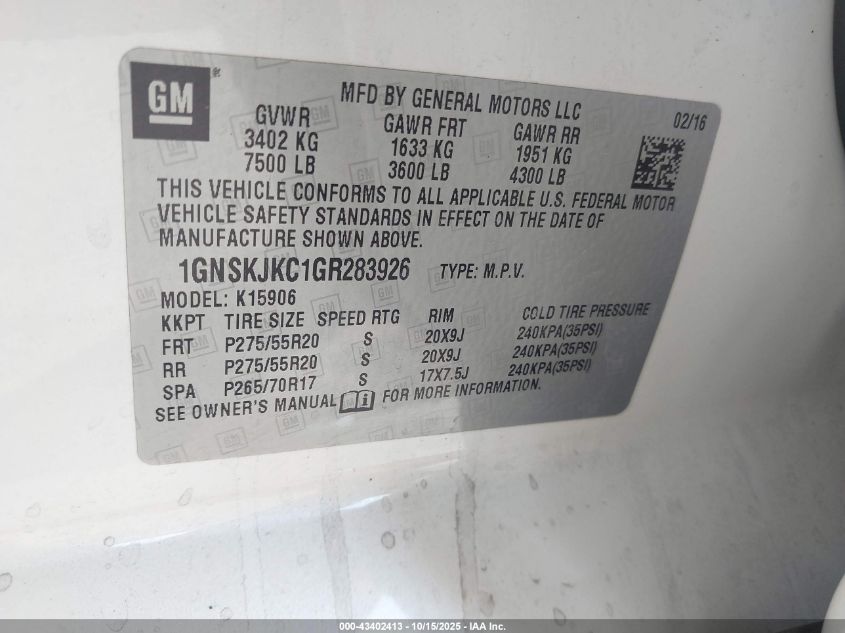 GM
MFD BY GENERAL MOTORS LLC
02/16
GVWR GAWR FRT GAWR RR
3402 KG 1633 KG 1951 KG
7500 LB 3600 LB 4300 LB
THIS VEHICLE CONFORMS TO ALL APPLICABLE U.S. FEDERAL MOTOR
VEHICLE SAFETY STANDARDS IN EFFECT ON THE DATE OF
MANUFACTURE SHOWN ABOVE.
1GNSKJKC1GR283926 TYPE: M.P.V.
MODEL: K15906
KKPT TIRE SIZE SPEED RTG RIM COLD TIRE PRESSURE
FRT P275/55R20 S 20X9J 240KPA(35PSI)
RR P275/55R20 S 20X9J 240KPA(35PSI)
SPA P265/70R17 S 17X7.5J 240KPA(35PSI)
SEE OWNER'S MANUAL FOR MORE INFORMATION.
000-43402413 - 10/15/2025 - IAA Inc.